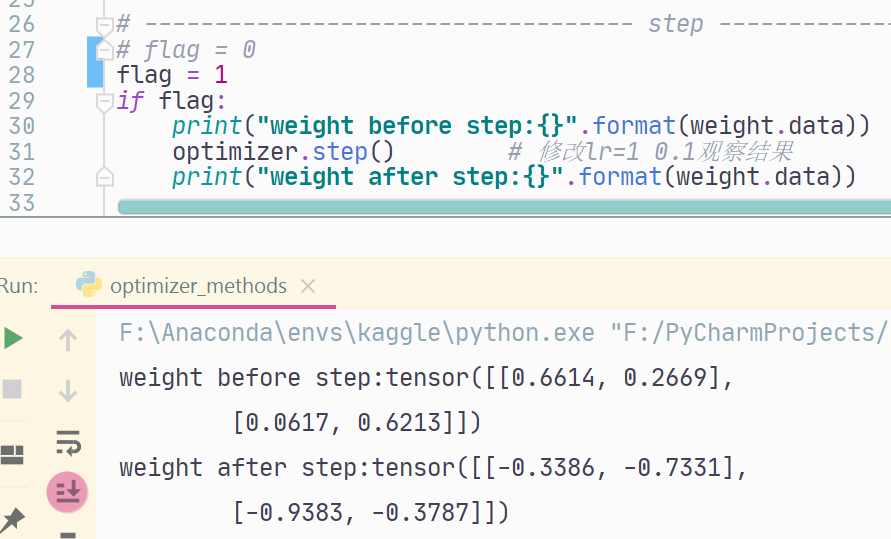 25
26 # ----------------------------------- step -------------
27 # flag = 0
28 flag = 1
29 if flag:
30 print("weight before step:{}".format(weight.data))
31 optimizer.step() # 修改lr=1 0.1观察结果
32 print("weight after step:{}".format(weight.data))
33
Run: optimizer_methods
F:\Anaconda\envs\kaggle\python.exe "F:/PyCharmProjects/
weight before step:tensor([[0.6614, 0.2669],
[0.0617, 0.6213]])
weight after step:tensor([[-0.3386, -0.7331],
[-0.9383, -0.3787]])